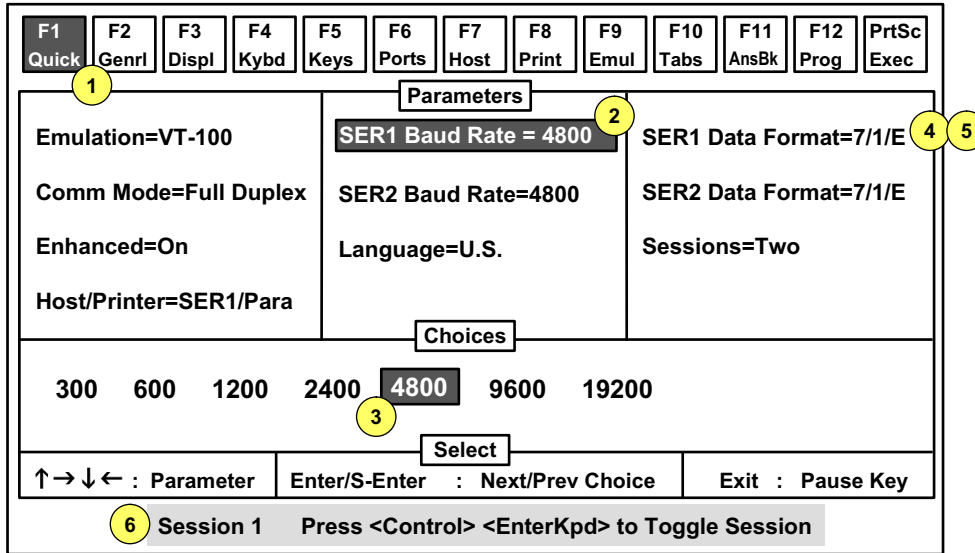 F1 F2 F3 F4 F5 F6 F7 F8 F9 F10 F11 F12 PrtSc
Quick Genrl Displ Kybd Keys Ports Host Print Emul Tabs AnsBk Prog Exec
1
Parameters
2
Emulation=VT-100 SER1 Baud Rate = 4800 SER1 Data Format=7/1/E 4 5
Comm Mode=Full Duplex SER2 Baud Rate=4800 SER2 Data Format=7/1/E
Enhanced=On Language=U.S. Sessions=Two
Host/Printer=SER1/Para
Choices
300 600 1200 2400 4800 9600 19200
3
Select
↑→↓← : Parameter Enter/S-Enter : Next/Prev Choice Exit : Pause Key
6 Session 1 Press <Control> <EnterKpd> to Toggle Session